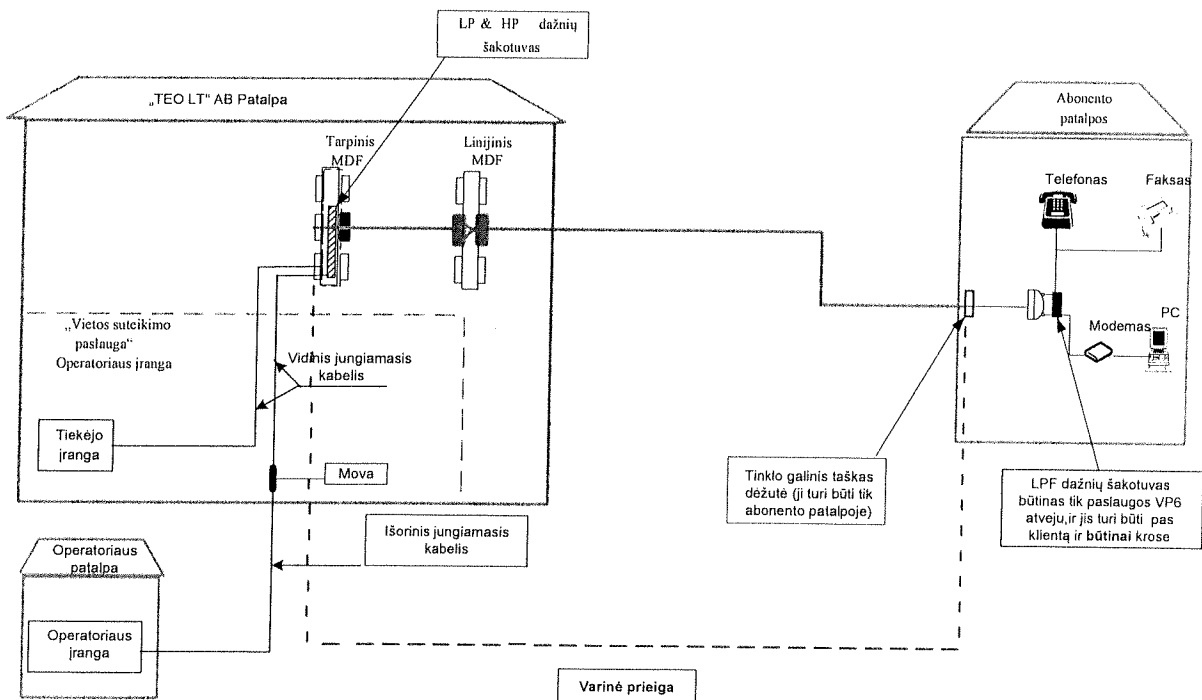 LP & HP dažnių
šakotuvas
„TEO LT“ AB Patalpa
Tarpinis
MDF
Linijinis
MDF
Abonento
patalpos
Telefonas
Faksas
PC
Modemas
„Vietos suteikimo
paslauga“
Operatoriaus įranga
Vidinis jungiamasis
kabelis
Tiekėjo
įranga
Mova
Išorinis jungiamasis
kabelis
Operatoriaus
patalpa
Operatoriaus
įranga
Tinklo galinis taškas
dėžutė (ji turi būti tik
abonento patalpoje)
LPF dažnių šakotuvas
būtinas tik paslaugos VP6
atveju,ir jis turi būti pas
klientą ir būtinai krose
Varinė prieiga